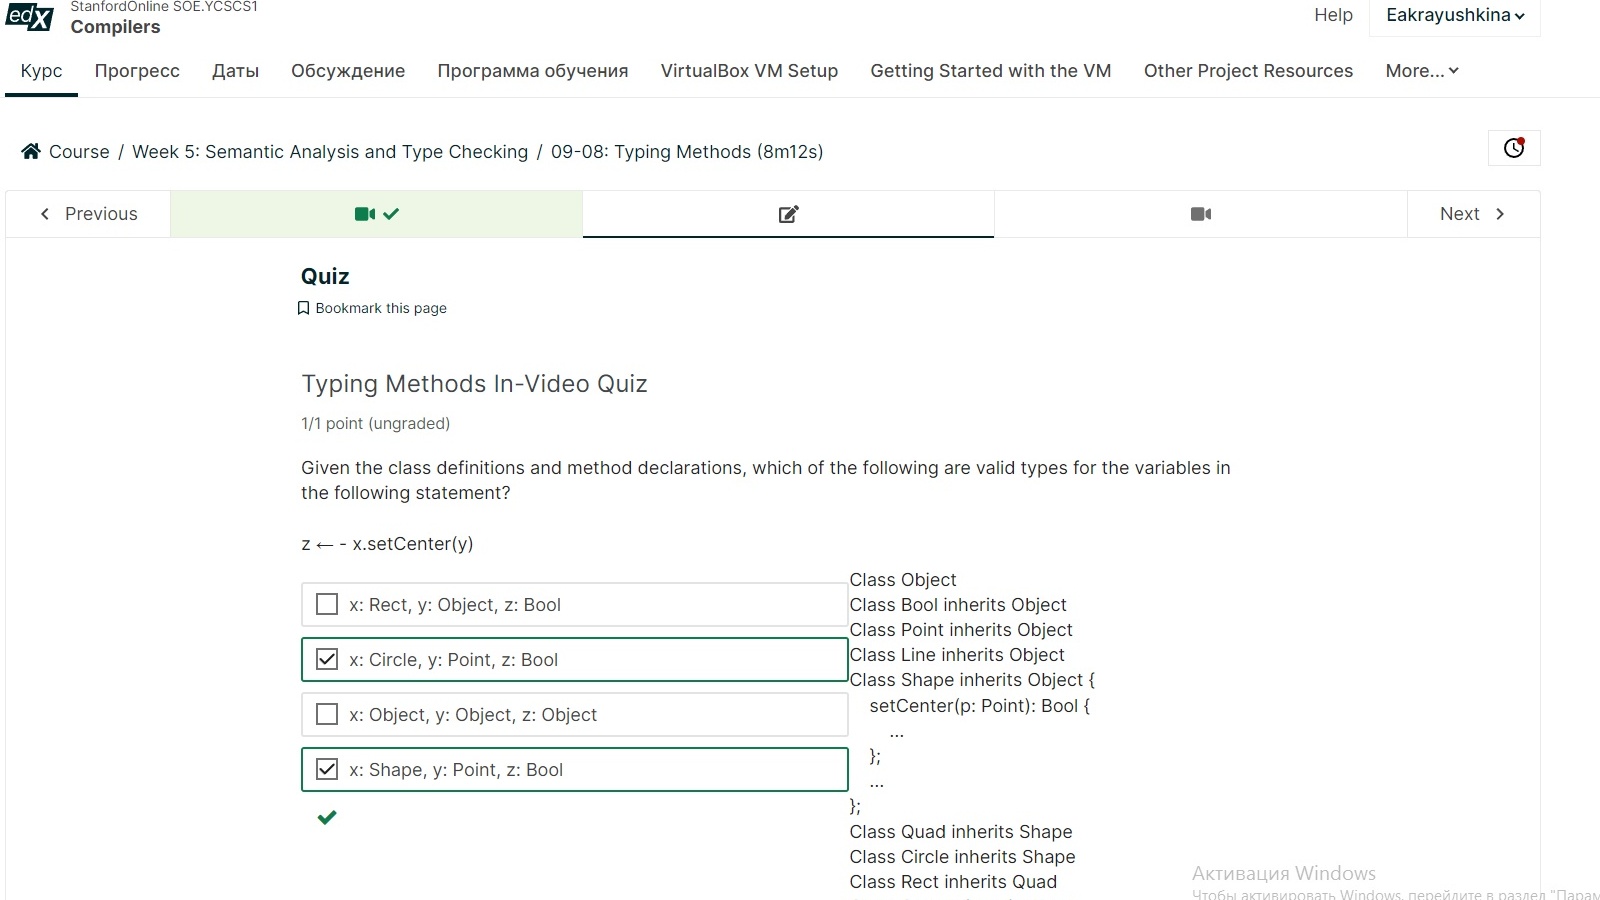 edX
StanfordOnline SOE.YCSCS1
Compilers
Help
Eakrayushkina
Курс
Прогресс
Даты
Обсуждение
Программа обучения
VirtualBox VM Setup
Getting Started with the VM
Other Project Resources
More...
Course / Week 5: Semantic Analysis and Type Checking / 09-08: Typing Methods (8m12s)
Previous
Next
Quiz
Bookmark this page
Typing Methods In-Video Quiz
1/1 point (ungraded)
Given the class definitions and method declarations, which of the following are valid types for the variables in
the following statement?
z ← - x.setCenter(y)
x: Rect, y: Object, z: Bool
x: Circle, y: Point, z: Bool
x: Object, y: Object, z: Object
x: Shape, y: Point, z: Bool
Class Object
Class Bool inherits Object
Class Point inherits Object
Class Line inherits Object
Class Shape inherits Object {
setCenter(p: Point): Bool {
...
};
...
};
Class Quad inherits Shape
Class Circle inherits Shape
Class Rect inherits Quad
Активация Windows
Чтобы активировать Windows, перейдите в раздел "Парам